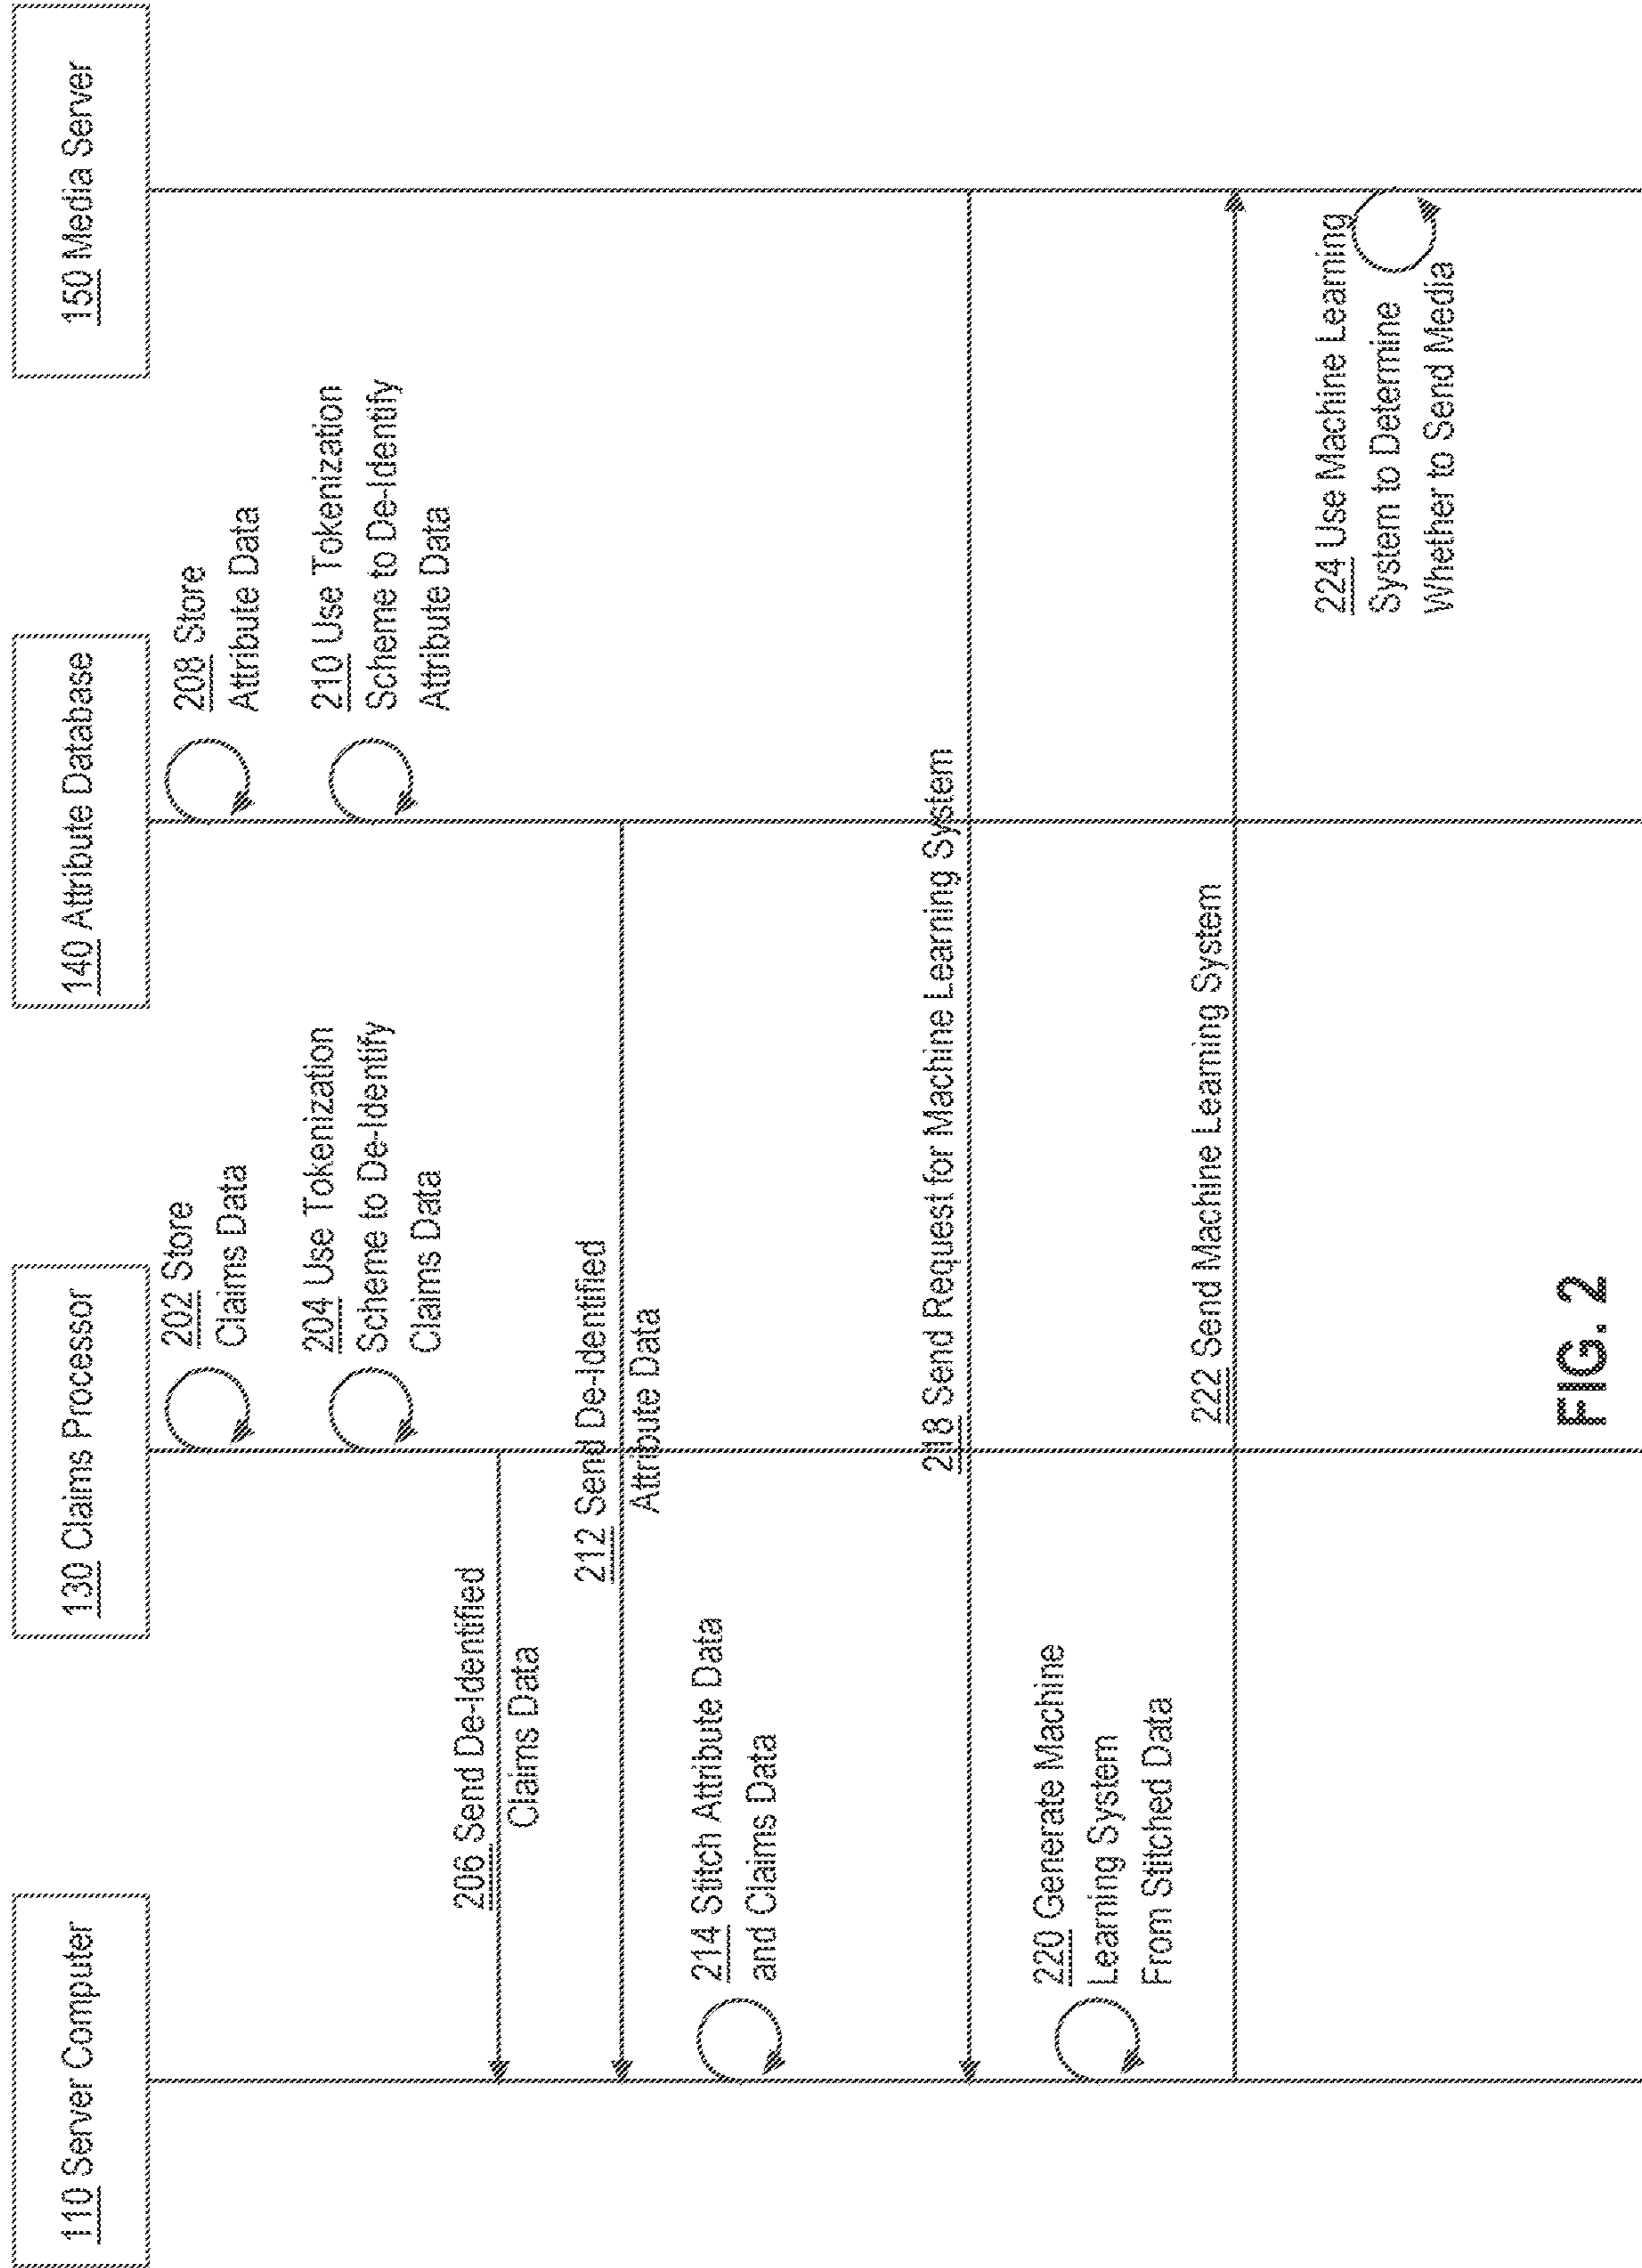 110 Server Computer
130 Claims Processor
140 Attribute Database
150 Media Server
202 Store
Claims Data
208 Store
Attribute Data
204 Use Tokenization
Scheme to De-Identify
Claims Data
210 Use Tokenization
Scheme to De-Identify
Attribute Data
206 Send De-Identified
Claims Data
212 Send De-Identified
Attribute Data
214 Stitch Attribute Data
and Claims Data
218 Send Request for Machine Learning System
220 Generate Machine
Learning System
From Stitched Data
222 Send Machine Learning System
224 Use Machine Learning
System to Determine
Whether to Send Media
FIG. 2